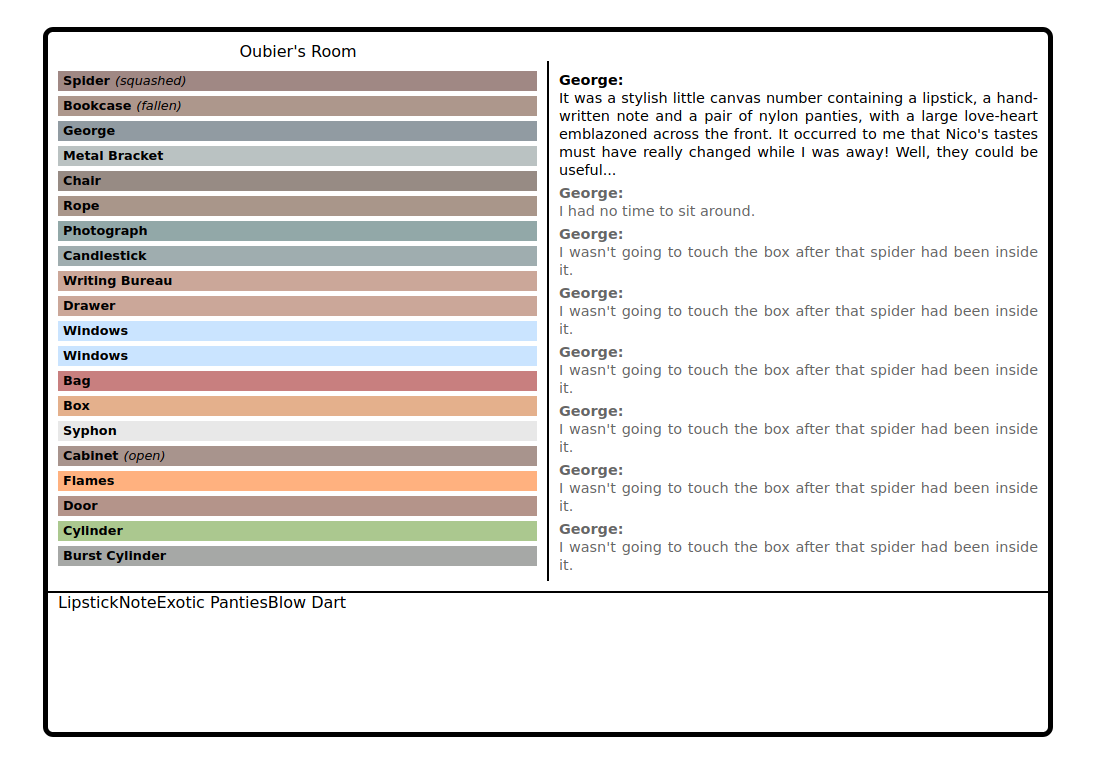 Oubier's Room
Spider (squashed)
Bookcase (fallen)
George
Metal Bracket
Chair
Rope
Photograph
Candlestick
Writing Bureau
Drawer
Windows
Windows
Bag
Box
Syphon
Cabinet (open)
Flames
Door
Cylinder
Burst Cylinder
George:
It was a stylish little canvas number containing a lipstick, a hand-
written note and a pair of nylon panties, with a large love-heart
emblazoned across the front. It occurred to me that Nico's tastes
must have really changed while I was away! Well, they could be
useful...
George:
I had no time to sit around.
George:
I wasn't going to touch the box after that spider had been inside
it.
George:
I wasn't going to touch the box after that spider had been inside
it.
George:
I wasn't going to touch the box after that spider had been inside
it.
George:
I wasn't going to touch the box after that spider had been inside
it.
George:
I wasn't going to touch the box after that spider had been inside
it.
George:
I wasn't going to touch the box after that spider had been inside
it.
LipstickNoteExotic PantiesBlow Dart